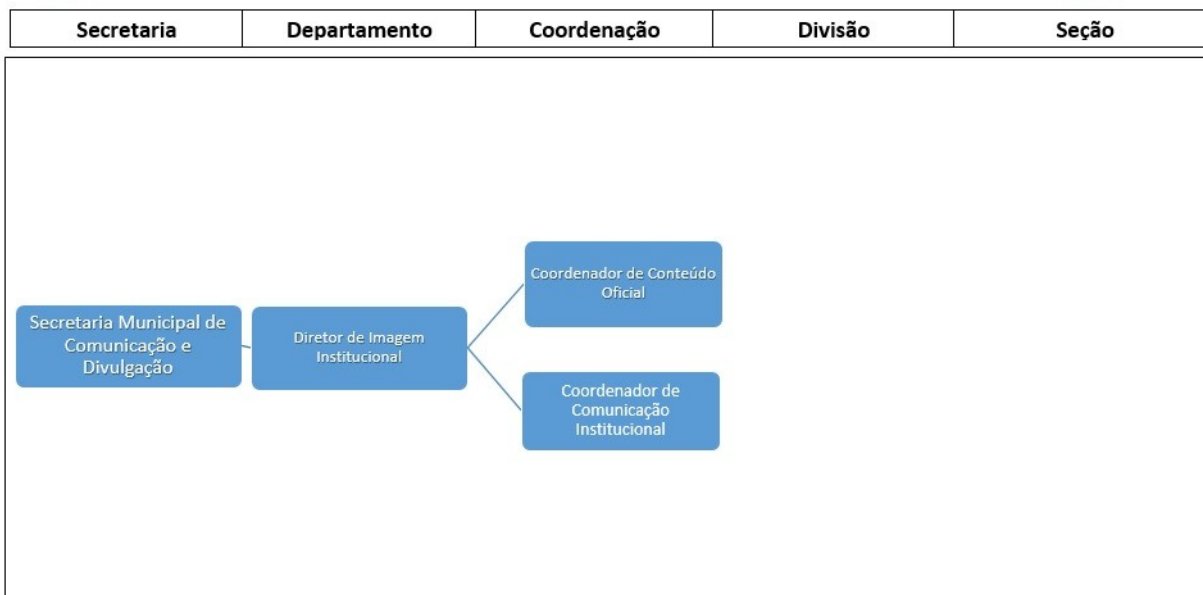 Secretaria Departamento Coordenação Divisão Seção
Coordenador de Conteúdo
Oficial
Secretaria Municipal de
Comunicação e
Divulgação
Diretor de Imagem
Institucional
Coordenador de
Comunicação
Institucional